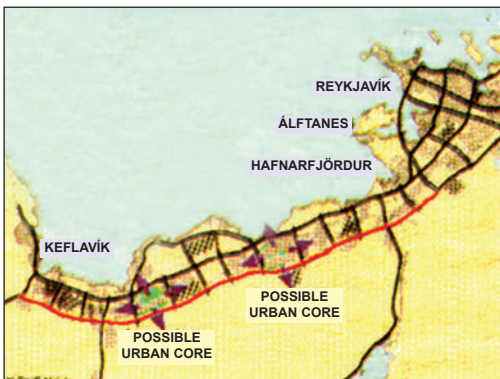 REYKJAVÍK
ÁLFTANES
HAFNARFJÖRDUR
KEFLAVÍK
POSSIBLE
URBAN CORE
POSSIBLE
URBAN CORE